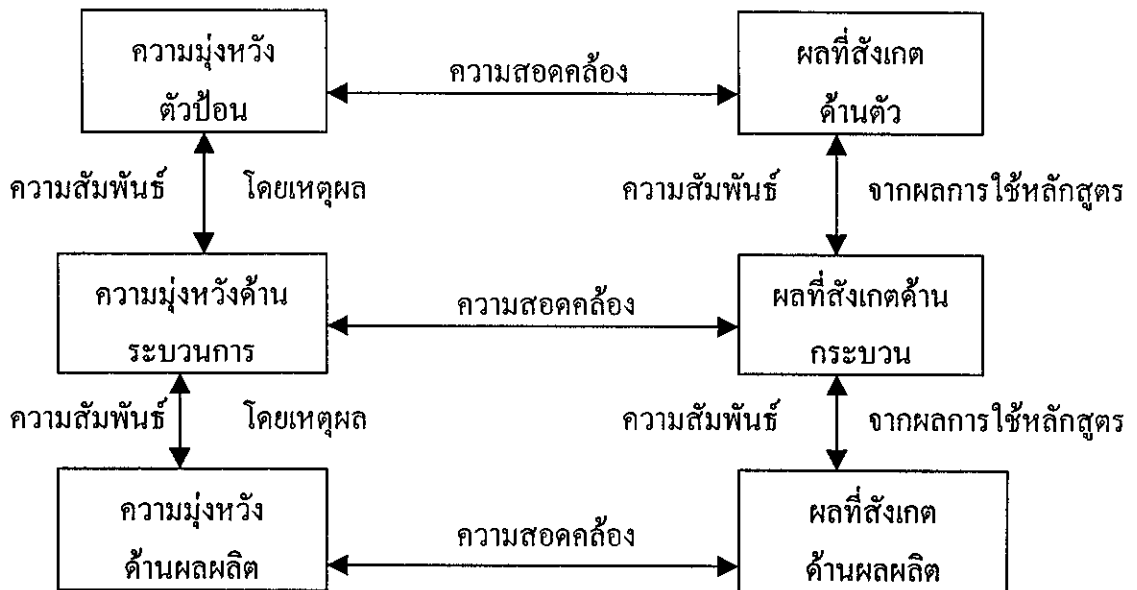 ความมุ่งหวัง
ตัวป้อน
ความสอดคล้อง
ผลที่สังเกต
ด้านตัว
ความสัมพันธ์ โดยเหตุผล
ความสัมพันธ์ จากผลการใช้หลักสูตร
ความมุ่งหวังด้าน
ระบวนการ
ความสอดคล้อง
ผลที่สังเกตด้าน
กระบวน
ความสัมพันธ์ โดยเหตุผล
ความสัมพันธ์ จากผลการใช้หลักสูตร
ความมุ่งหวัง
ด้านผลผลิต
ความสอดคล้อง
ผลที่สังเกต
ด้านผลผลิต